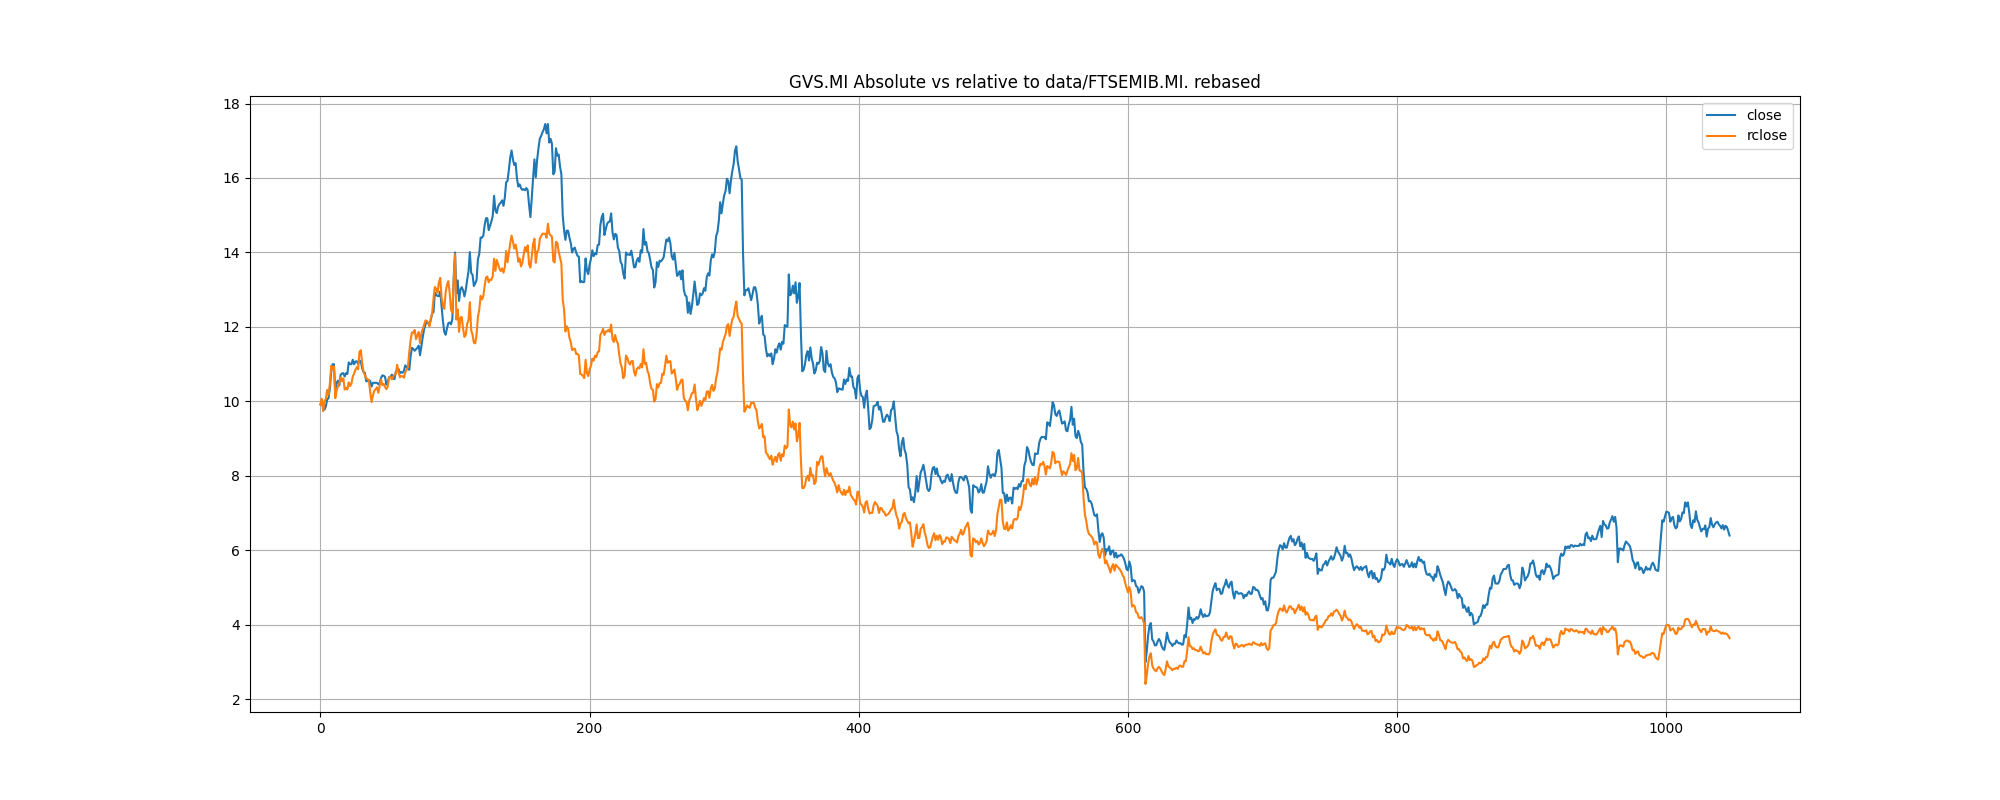 GVS.MI Absolute vs relative to data/FTSEMIB.MI. rebased
close
rclose
18
16
14
12
10
8
6
4
2
0 200 400 600 800 1000